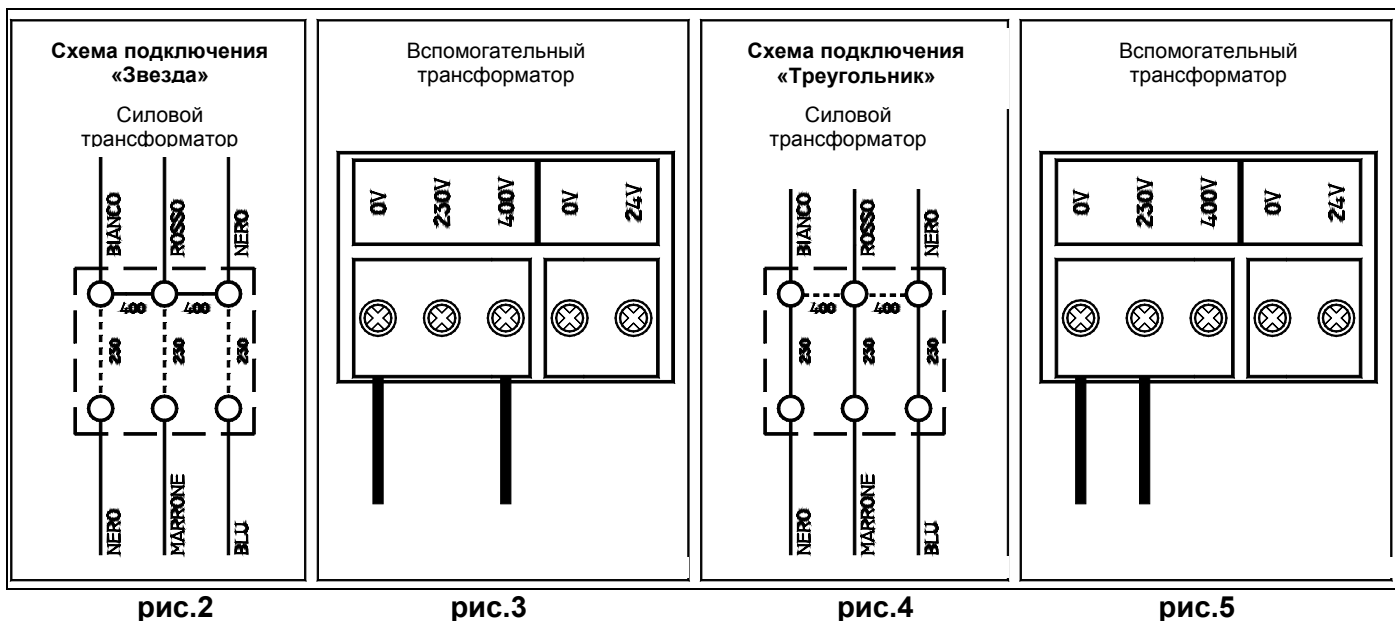 Схема подключения
«Звезда»
Силовой
трансформатор
BIANCO
ROSSO
NERO
400
400
230
230
230
NERO
MARRONE
BLU
Вспомогательный
трансформатор
0V
230V
400V
0V
24V
Схема подключения
«Треугольник»
Силовой
трансформатор
BIANCO
ROSSO
NERO
400
400
230
230
230
NERO
MARRONE
BLU
Вспомогательный
трансформатор
0V
230V
400V
0V
24V
рис.2
рис.3
рис.4
рис.5